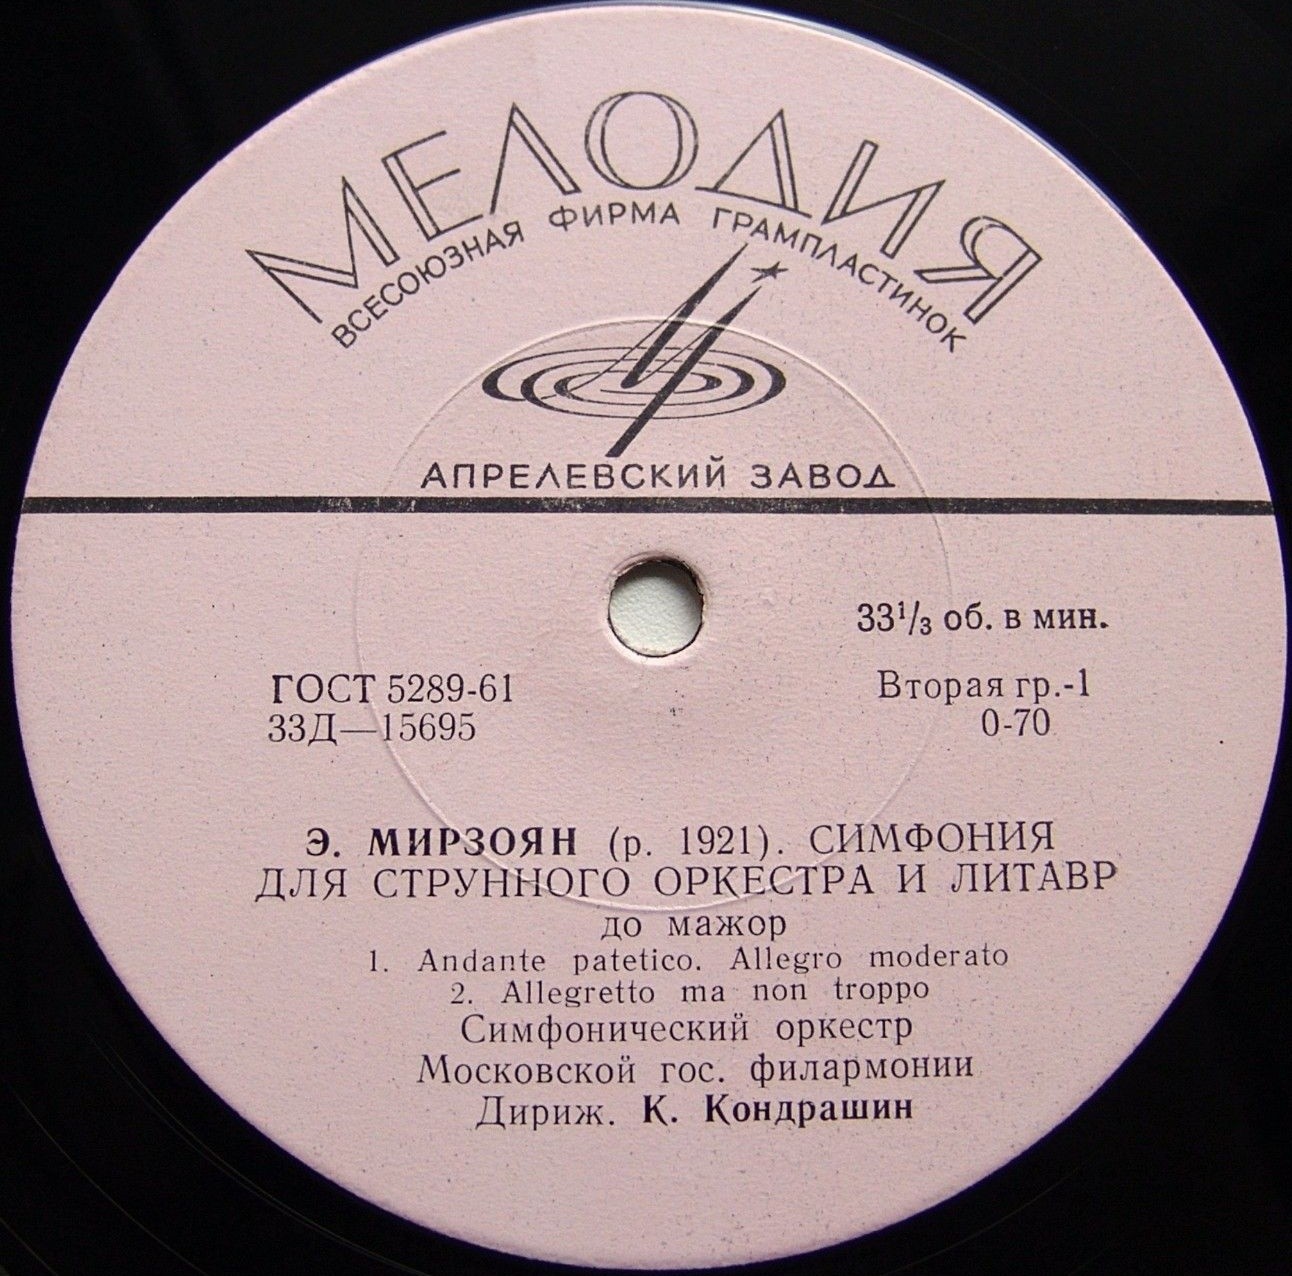 МЕЛОДИЯ
ВСЕСОЮЗНАЯ ФИРМА ГРАМПЛАСТИНОК
АПРЕЛЕВСКИЙ ЗАВОД
33¹/₃ об. в мин.
ГОСТ 5289-61
Вторая гр.-1
33Д—15695
0-70
Э. МИРЗОЯН (р. 1921). СИМФОНИЯ
ДЛЯ СТРУННОГО ОРКЕСТРА И ЛИТАВР
до мажор
1. Andante patetico. Allegro moderato
2. Allegretto ma non troppo
Симфонический оркестр
Московской гос. филармонии
Дириж. К. Кондрашин